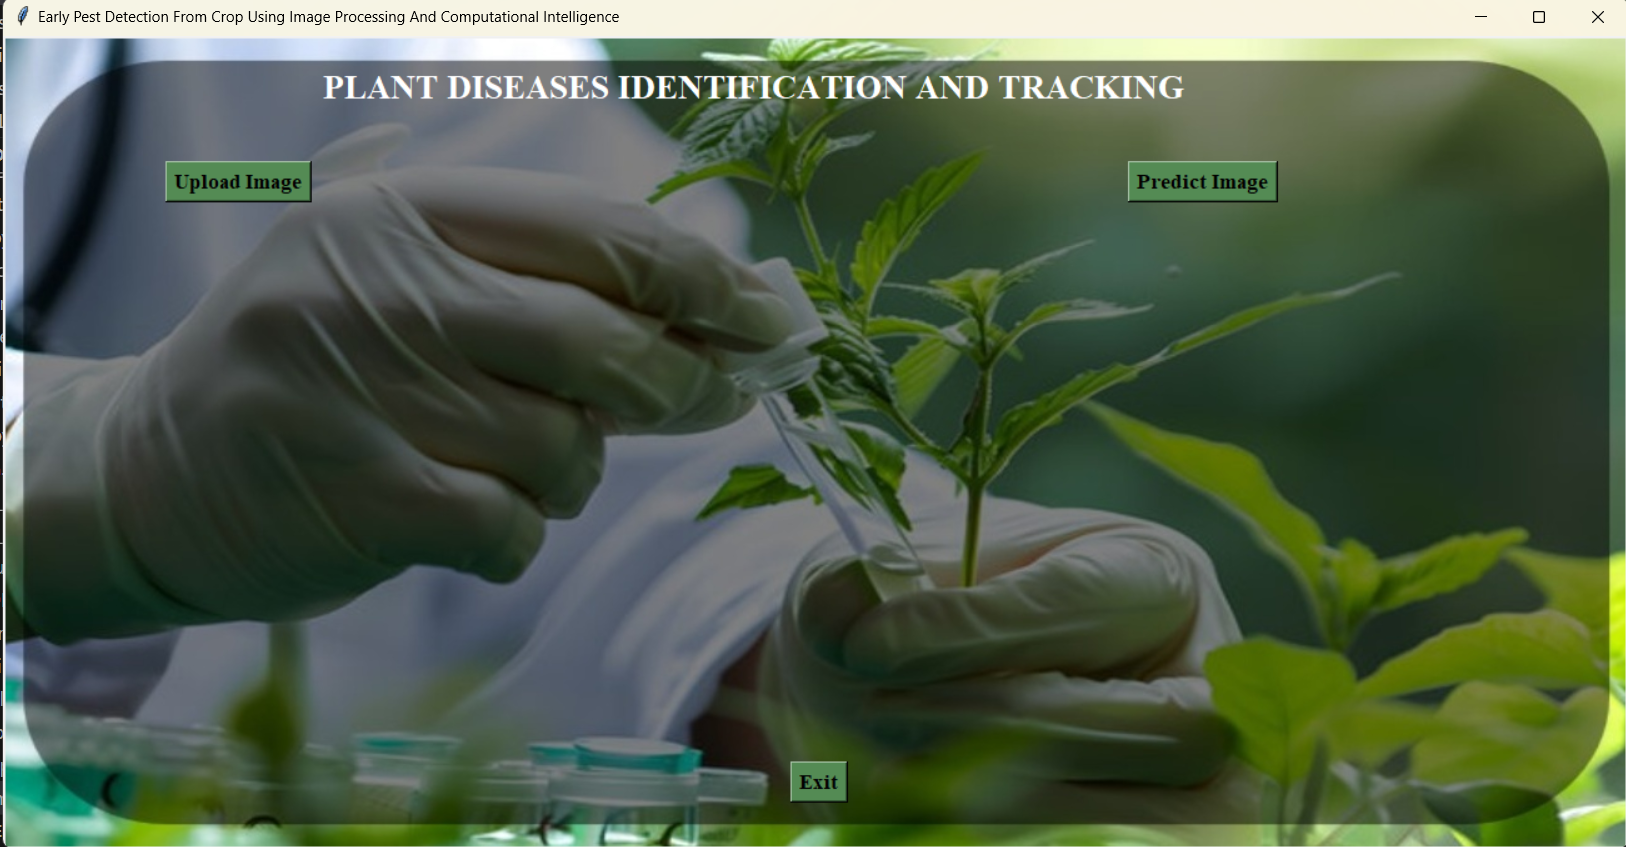 Early Pest Detection From Crop Using Image Processing And Computational Intelligence
PLANT DISEASES IDENTIFICATION AND TRACKING
Upload Image
Predict Image
Exit